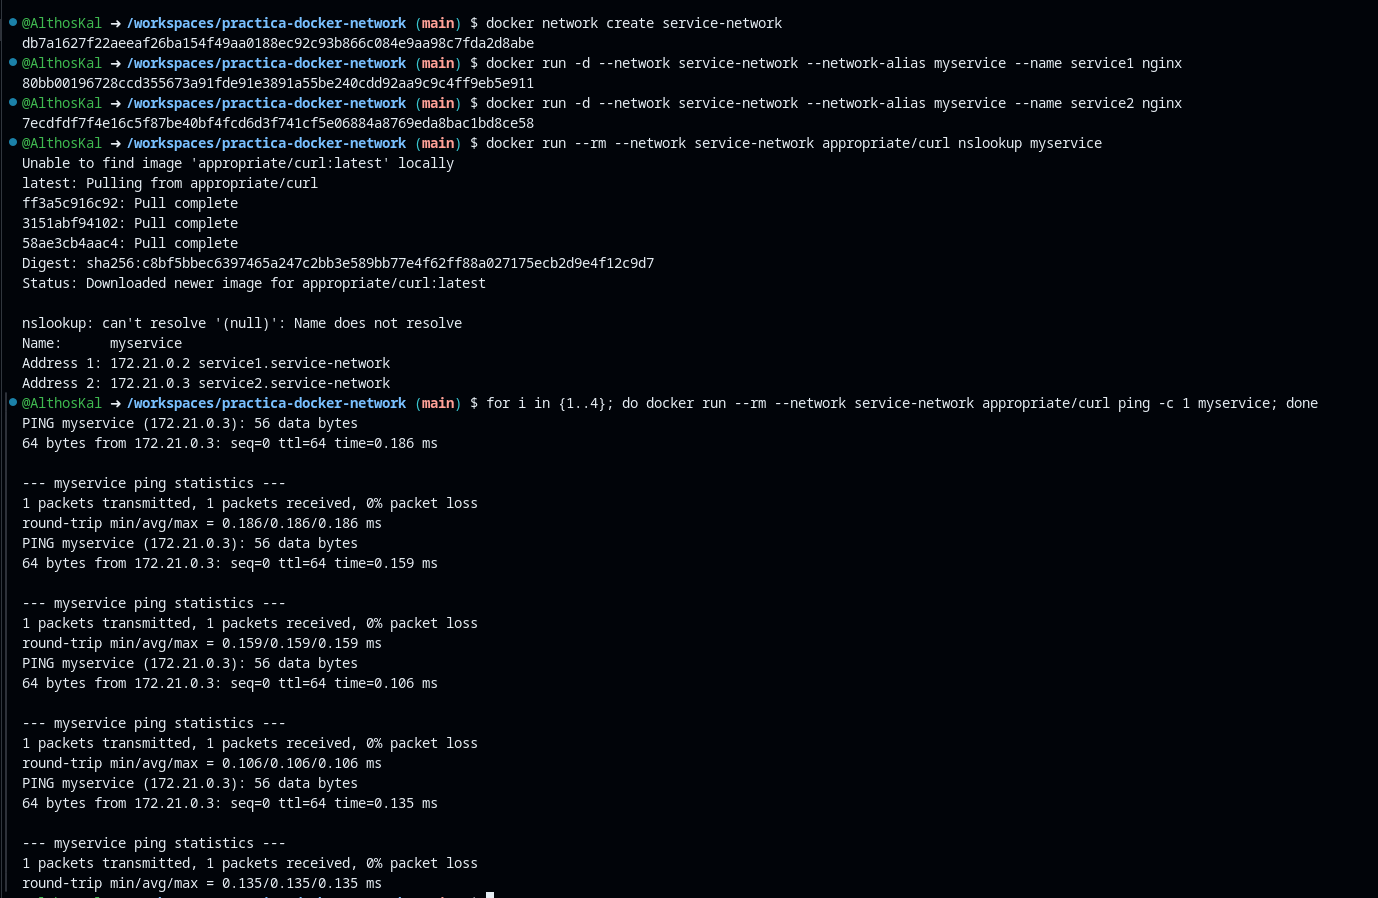 @AlthosKal ➜ /workspaces/practica-docker-network (main) $ docker network create service-network
db7a1627f22aeeaf26ba154f49aa0188ec92c93b866c084e9aa98c7fda2d8abe
@AlthosKal ➜ /workspaces/practica-docker-network (main) $ docker run -d --network service-network --network-alias myservice --name service1 nginx
80bb00196728ccd355673a91fde91e3891a55be240cdd92aa9c9c4ff9eb5e911
@AlthosKal ➜ /workspaces/practica-docker-network (main) $ docker run -d --network service-network --network-alias myservice --name service2 nginx
7ecdfdf7f4e16c5f87be40bf4fcd6d3f741cf5e06884a8769eda8bac1bd8ce58
@AlthosKal ➜ /workspaces/practica-docker-network (main) $ docker run --rm --network service-network appropriate/curl nslookup myservice
Unable to find image 'appropriate/curl:latest' locally
latest: Pulling from appropriate/curl
ff3a5c916c92: Pull complete
3151abf94102: Pull complete
58ae3cb4aac4: Pull complete
Digest: sha256:c8bf5bbec6397465a247c2bb3e589bb77e4f62ff88a027175ecb2d9e4f12c9d7
Status: Downloaded newer image for appropriate/curl:latest
nslookup: can't resolve '(null)': Name does not resolve
Name:      myservice
Address 1: 172.21.0.2 service1.service-network
Address 2: 172.21.0.3 service2.service-network
@AlthosKal ➜ /workspaces/practica-docker-network (main) $ for i in {1..4}; do docker run --rm --network service-network appropriate/curl ping -c 1 myservice; done
PING myservice (172.21.0.3): 56 data bytes
64 bytes from 172.21.0.3: seq=0 ttl=64 time=0.186 ms
--- myservice ping statistics ---
1 packets transmitted, 1 packets received, 0% packet loss
round-trip min/avg/max = 0.186/0.186/0.186 ms
PING myservice (172.21.0.3): 56 data bytes
64 bytes from 172.21.0.3: seq=0 ttl=64 time=0.159 ms
--- myservice ping statistics ---
1 packets transmitted, 1 packets received, 0% packet loss
round-trip min/avg/max = 0.159/0.159/0.159 ms
PING myservice (172.21.0.3): 56 data bytes
64 bytes from 172.21.0.3: seq=0 ttl=64 time=0.106 ms
--- myservice ping statistics ---
1 packets transmitted, 1 packets received, 0% packet loss
round-trip min/avg/max = 0.106/0.106/0.106 ms
PING myservice (172.21.0.3): 56 data bytes
64 bytes from 172.21.0.3: seq=0 ttl=64 time=0.135 ms
--- myservice ping statistics ---
1 packets transmitted, 1 packets received, 0% packet loss
round-trip min/avg/max = 0.135/0.135/0.135 ms